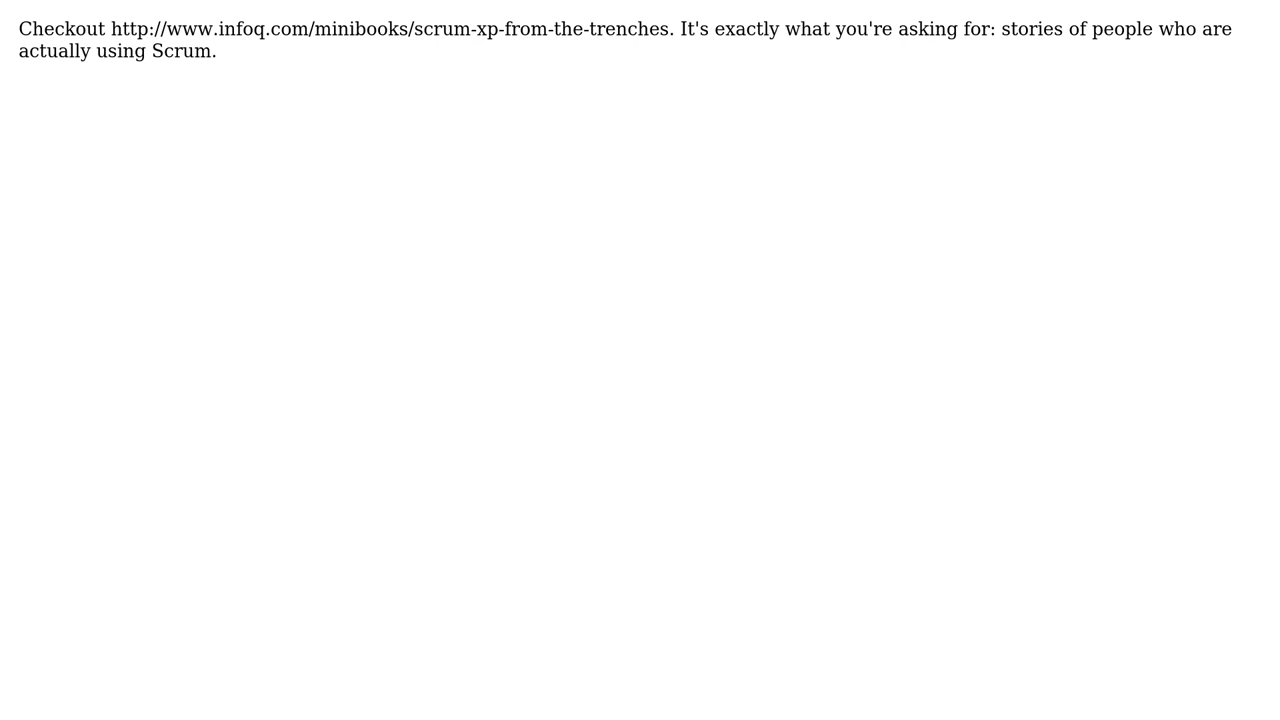 Checkout http://www.infoq.com/minibooks/scrum-xp-from-the-trenches. It's exactly what you're asking for: stories of people who are
actually using Scrum.